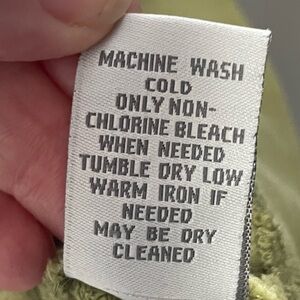 MACHINE WASH
COLD
ONLY NON-
CHLORINE BLEACH
WHEN NEEDED
TUMBLE DRY LOW
WARM IRON IF
NEEDED
MAY BE DRY
CLEANED